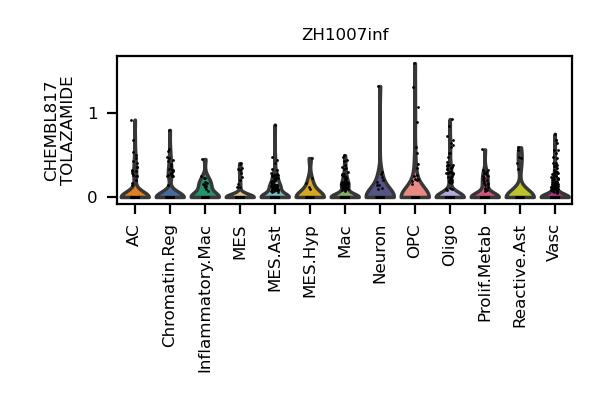 ZH1007inf
CHEMBL817
TOLAZAMIDE
1
0
AC
Chromatin.Reg
Inflammatory.Mac
MES
MES.Ast
MES.Hyp
Mac
Neuron
OPC
Oligo
Prolif.Metab
Reactive.Ast
Vasc